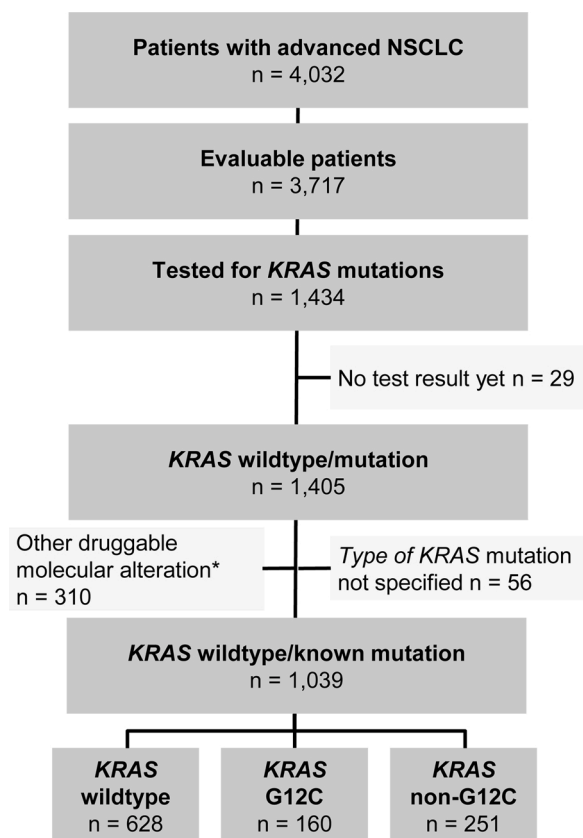 Patients with advanced NSCLC
n = 4,032
Evaluable patients
n = 3,717
Tested for KRAS mutations
n = 1,434
No test result yet n = 29
KRAS wildtype/mutation
n = 1,405
Other druggable
molecular alteration*
n = 310
Type of KRAS mutation
not specified n = 56
KRAS wildtype/known mutation
n = 1,039
KRAS
wildtype
n = 628
KRAS
G12C
n = 160
KRAS
non-G12C
n = 251